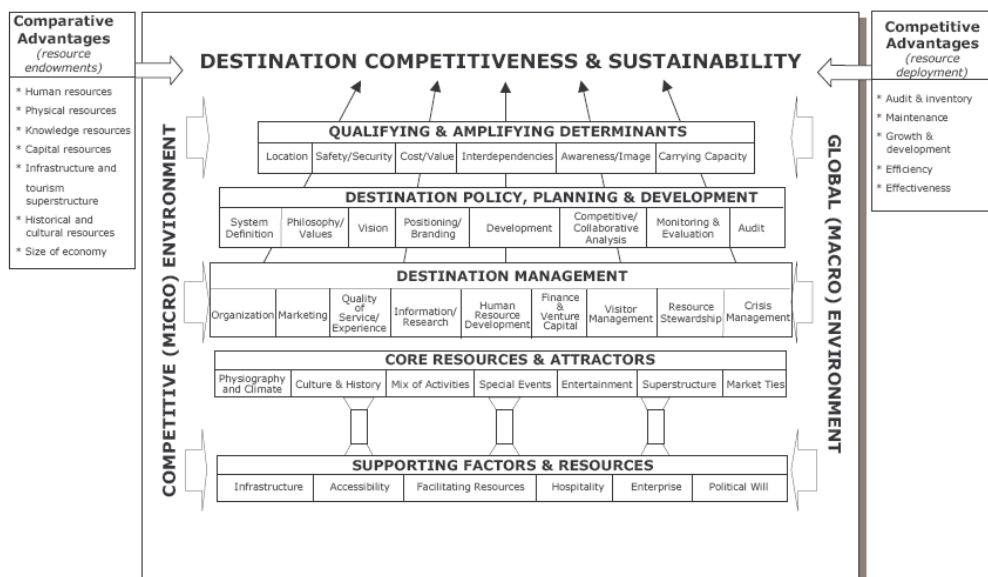 Comparative
Advantages
(resource
endowments)
* Human resources
* Physical resources
* Knowledge resources
* Capital resources
* Infrastructure and
tourism
superstructure
* Historical and
cultural resources
* Size of economy
COMPETITIVE (MICRO) ENVIRONMENT
DESTINATION COMPETITIVENESS & SUSTAINABILITY
QUALIFYING & AMPLIFYING DETERMINANTS
Location Safety/Security Cost/Value Interdependencies Awareness/Image Carrying Capacity
DESTINATION POLICY, PLANNING & DEVELOPMENT
System
Definition
Philosophy/
Values
Vision
Positioning/
Branding
Development
Competitive/
Collaborative
Analysis
Monitoring &
Evaluation
Audit
DESTINATION MANAGEMENT
Organization
Marketing
Quality
of
Service/
Experience
Information/
Research
Human
Resource
Development
Finance
&
Venture
Capital
Visitor
Management
Resource
Stewardship
Crisis
Management
CORE RESOURCES & ATTRACTORS
Physiography
and Climate
Culture & History
Mix of Activities
Special Events
Entertainment
Superstructure
Market Ties
SUPPORTING FACTORS & RESOURCES
Infrastructure Accessibility Facilitating Resources Hospitality Enterprise Political Will
GLOBAL (MACRO) ENVIRONMENT
Competitive
Advantages
(resource
deployment)
* Audit & inventory
* Maintenance
* Growth &
development
* Efficiency
* Effectiveness